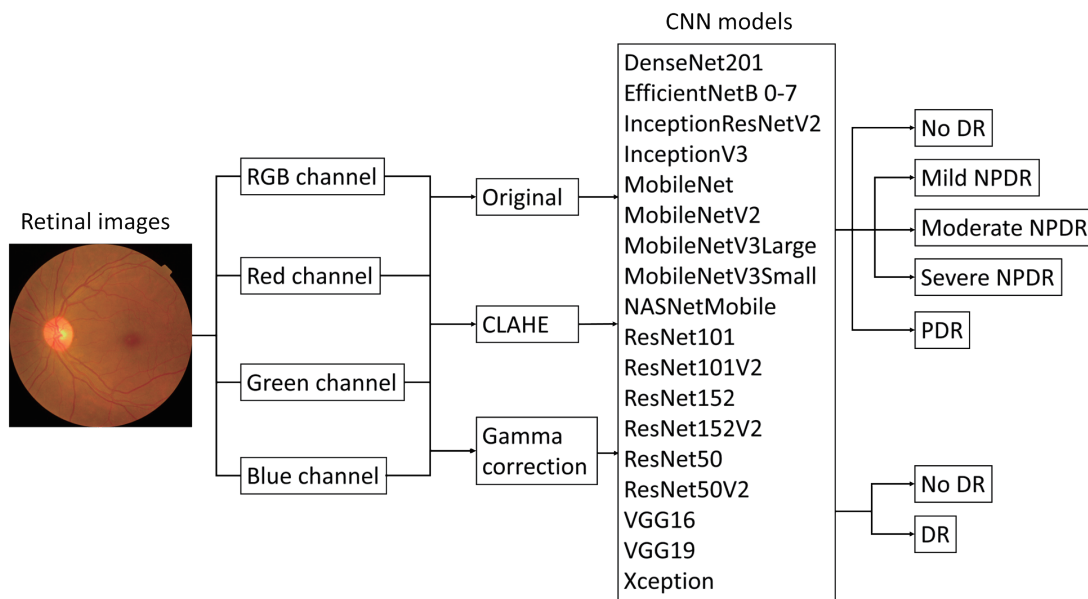 Retinal images
RGB channel
Red channel
Green channel
Blue channel
Original
CLAHE
Gamma
correction
CNN models
DenseNet201
EfficientNetB 0-7
InceptionResNetV2
InceptionV3
MobileNet
MobileNetV2
MobileNetV3Large
MobileNetV3Small
NASNetMobile
ResNet101
ResNet101V2
ResNet152
ResNet152V2
ResNet50
ResNet50V2
VGG16
VGG19
Xception
No DR
Mild NPDR
Moderate NPDR
Severe NPDR
PDR
No DR
DR